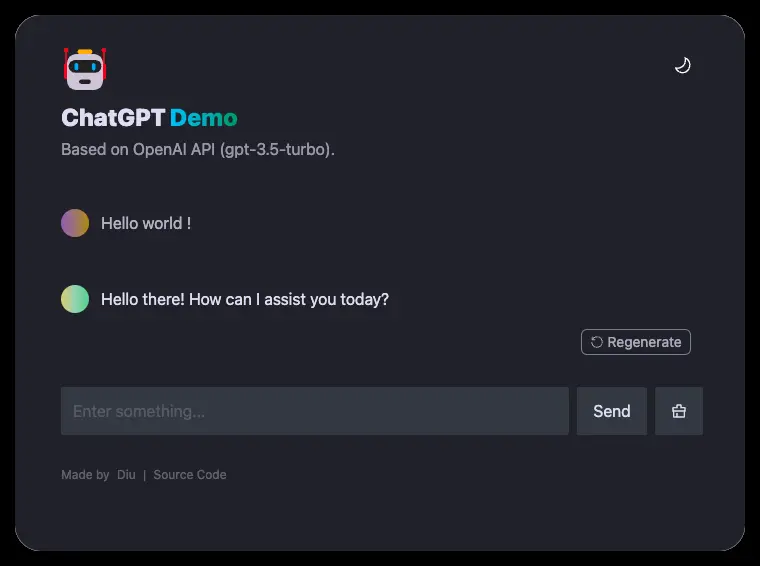 ChatGPT Demo
Based on OpenAI API (gpt-3.5-turbo).
Hello world !
Hello there! How can I assist you today?
Regenerate
Enter something...
Send
Made by Diu | Source Code